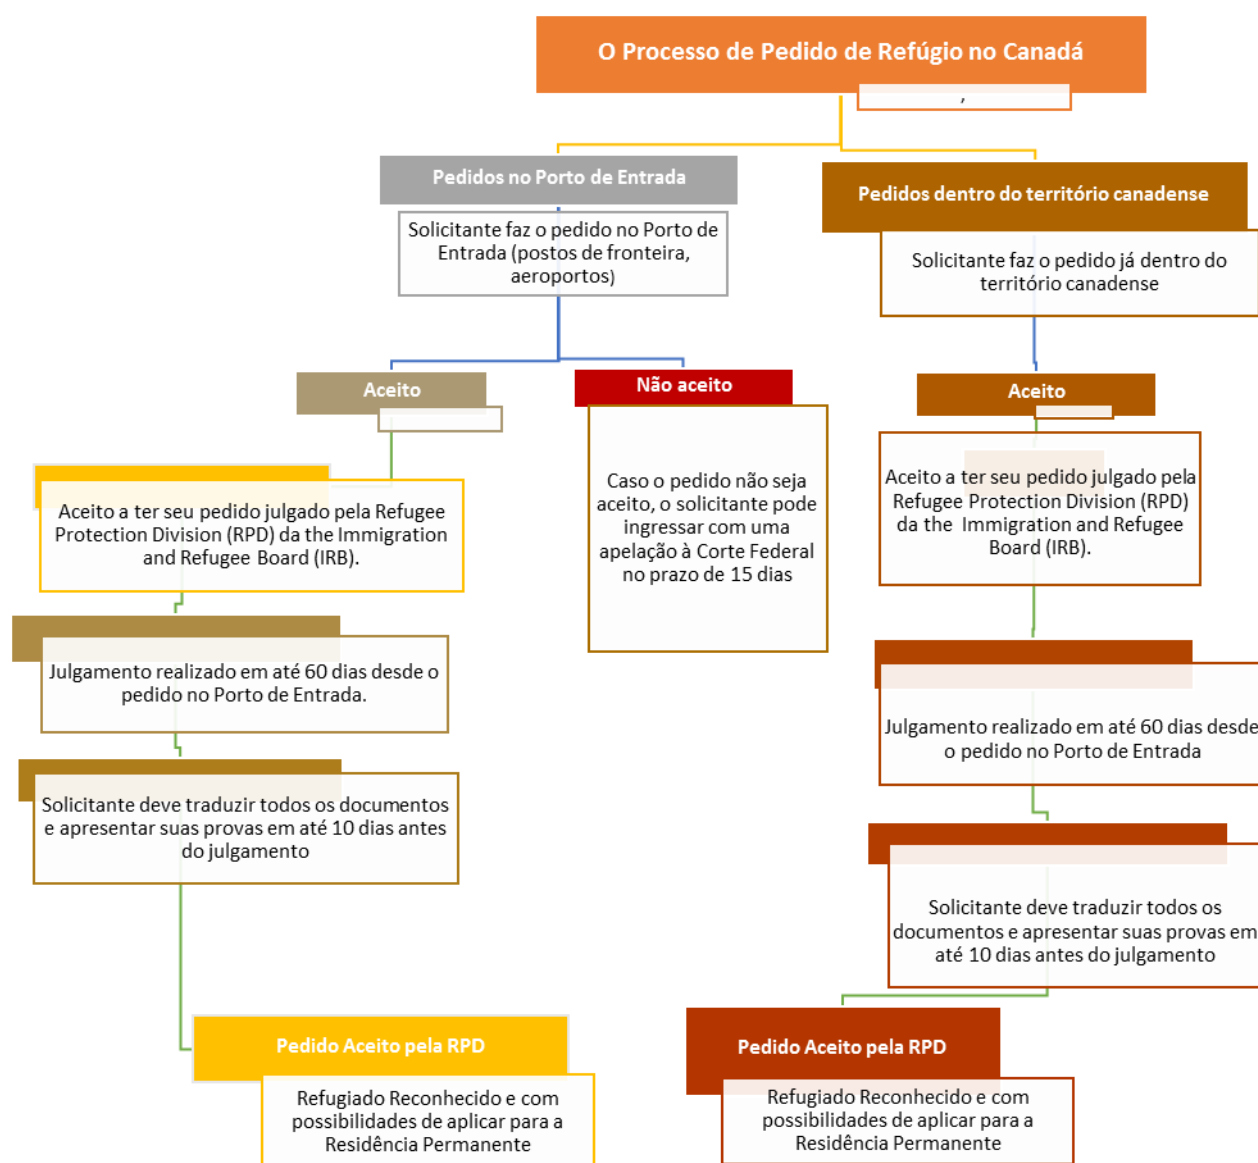 O Processo de Pedido de Refúgio no Canadá
,
Pedidos no Porto de Entrada
Solicitante faz o pedido no Porto de
Entrada (postos de fronteira,
aeroportos)
Pedidos dentro do território canadense
Solicitante faz o pedido já dentro do
território canadense
Aceito
Não aceito
Caso o pedido não seja
aceito, o solicitante pode
ingressar com uma
apelação à Corte Federal
no prazo de 15 dias
Aceito
Aceito a ter seu pedido julgado pela Refugee
Protection Division (RPD) da the Immigration
and Refugee Board (IRB).
Aceito a ter seu pedido julgado pela
Refugee Protection Division (RPD)
da the  Immigration and Refugee
Board (IRB).
Julgamento realizado em até 60 dias desde o
pedido no Porto de Entrada.
Julgamento realizado em até 60 dias desde
o pedido no Porto de Entrada
Solicitante deve traduzir todos os documentos
e apresentar suas provas em até 10 dias antes
do julgamento
Solicitante deve traduzir todos os
documentos e apresentar suas provas em
até 10 dias antes do julgamento
Pedido Aceito pela RPD
Refugiado Reconhecido e com
possibilidades de aplicar para a
Residência Permanente
Pedido Aceito pela RPD
Refugiado Reconhecido e com
possibilidades de aplicar para a
Residência Permanente